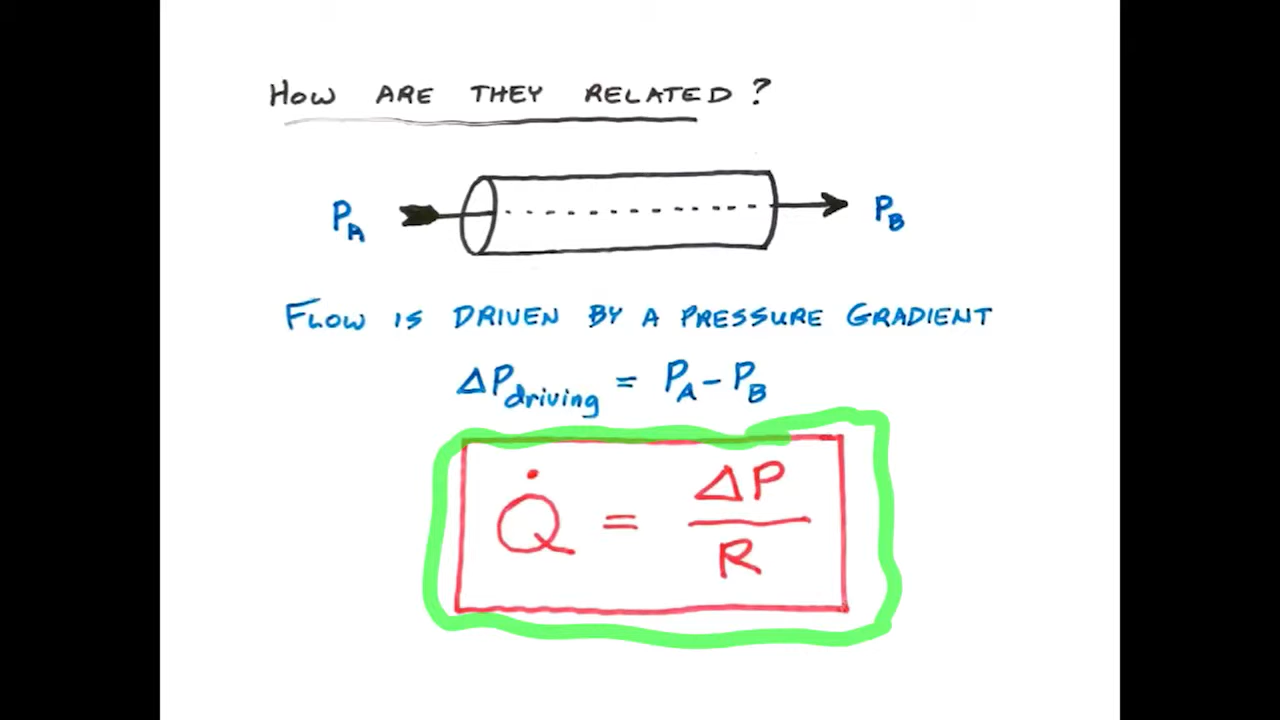 HOW ARE THEY RELATED?
PA PB
FLOW IS DRIVEN BY A PRESSURE GRADIENT
ΔPdriving = PA - PB
Q̇ = ΔP / R